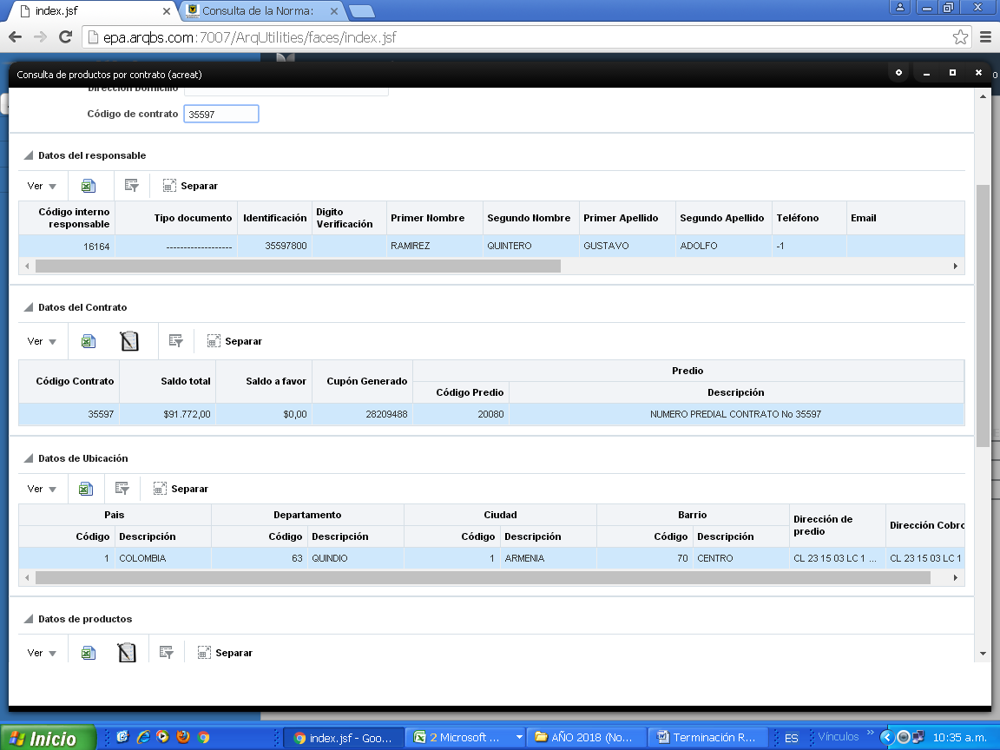 index.jsf
Consulta de la Norma:
epa.arqbs.com:7007/ArqUtilities/faces/index.jsf
Consulta de productos por contrato (acreat)
Dirección Domicilio
Código de contrato 35597
Datos del responsable
Ver Separar
Código interno responsable Tipo documento Identificación Digito Verificación Primer Nombre Segundo Nombre Primer Apellido Segundo Apellido Teléfono Email
16164 ------------------- 35597800 RAMIREZ QUINTERO GUSTAVO ADOLFO -1
Datos del Contrato
Ver Separar
Predio
Código Contrato Saldo total Saldo a favor Cupón Generado Código Predio Descripción
35597 $91.772,00 $0,00 28209488 20080 NUMERO PREDIAL CONTRATO No 35597
Datos de Ubicación
Ver Separar
Pais Departamento Ciudad Barrio Dirección de predio Dirección Cobro
Código Descripción Código Descripción Código Descripción Código Descripción
1 COLOMBIA 63 QUINDIO 1 ARMENIA 70 CENTRO CL 23 15 03 LC 1 ... CL 23 15 03 LC 1
Datos de productos
Ver Separar
Inicio index.jsf - Goo... 2 Microsoft ... AÑO 2018 (No... Terminación R... ES Vínculos » 10:35 a.m.